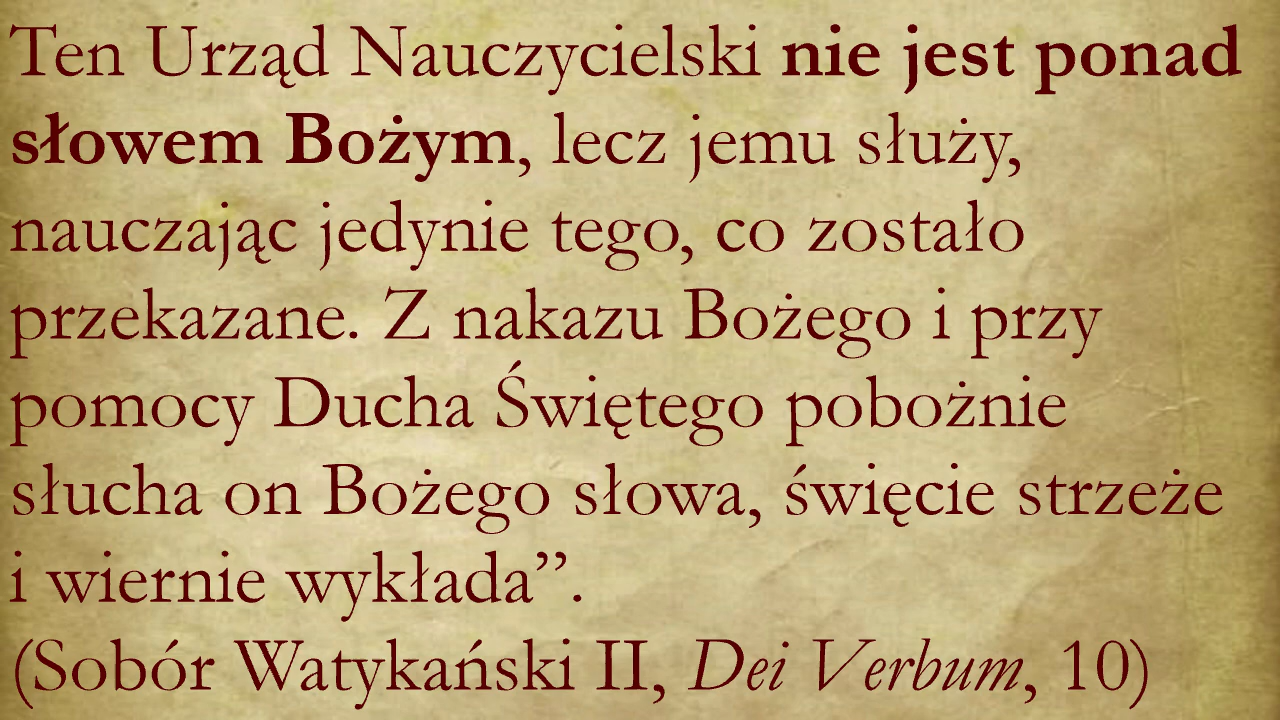 Ten Urząd Nauczycielski nie jest ponad
słowem Bożym, lecz jemu służy,
nauczając jedynie tego, co zostało
przekazane. Z nakazu Bożego i przy
pomocy Ducha Świętego pobożnie
słucha on Bożego słowa, święcie strzeże
i wiernie wykłada”.
(Sobór Watykański II, Dei Verbum, 10)